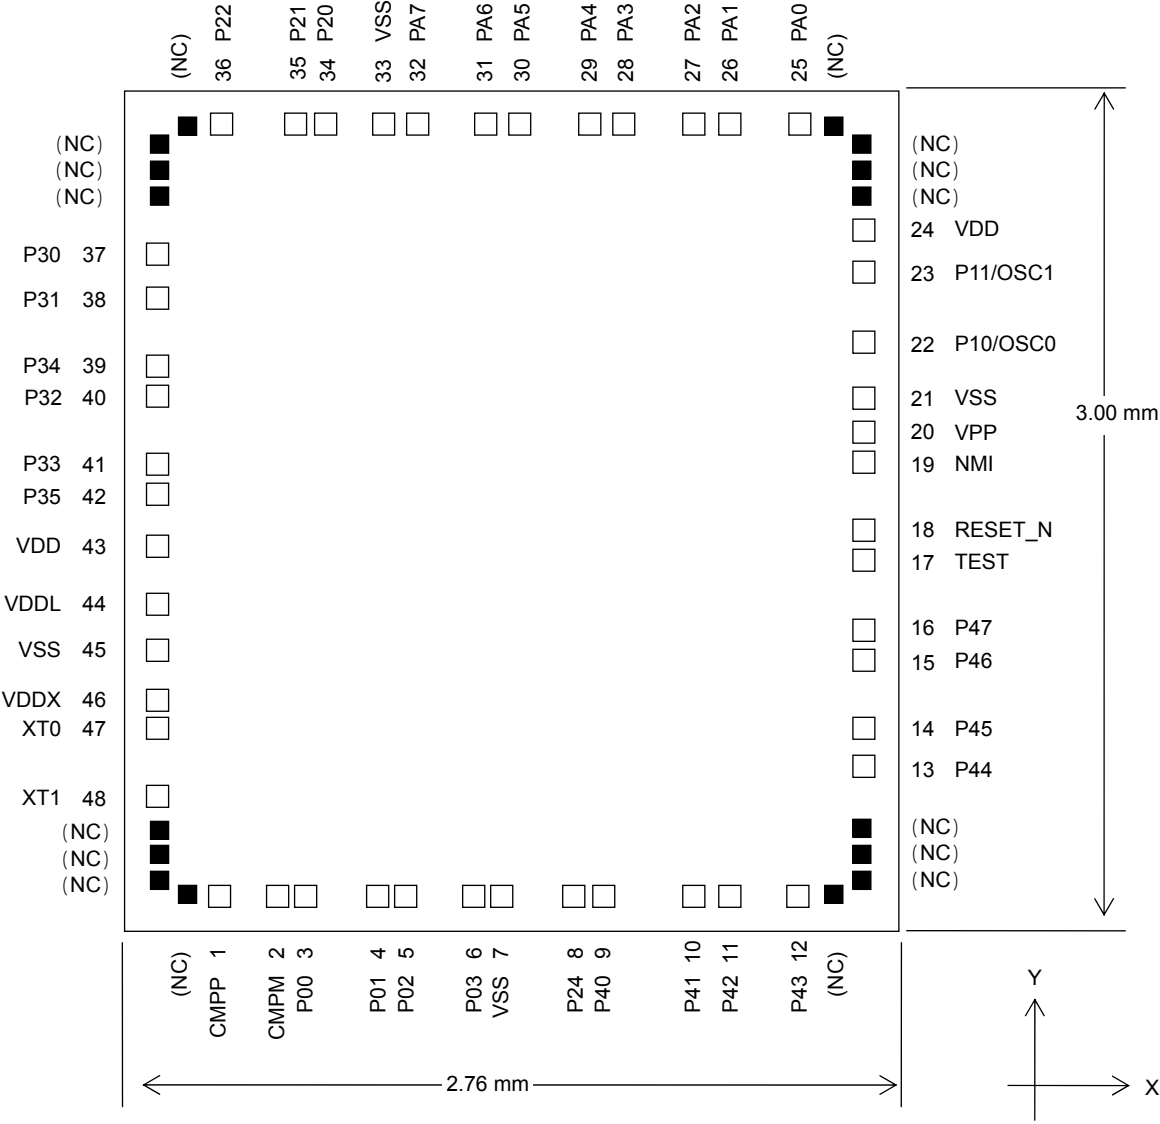 (NC)
36 P22
35 P21
34 P20
33 VSS
32 PA7
31 PA6
30 PA5
29 PA4
28 PA3
27 PA2
26 PA1
25 PA0
(NC)
(NC)
(NC)
(NC)
P30 37
P31 38
P34 39
P32 40
P33 41
P35 42
VDD 43
VDDL 44
VSS 45
VDDX 46
XT0 47
XT1 48
(NC)
(NC)
(NC)
(NC)
(NC)
(NC)
24 VDD
23 P11/OSC1
22 P10/OSC0
21 VSS
20 VPP
19 NMI
18 RESET_N
17 TEST
16 P47
15 P46
14 P45
13 P44
(NC)
(NC)
(NC)
3.00 mm
(NC)
CMPP 1
CMPM 2
P00 3
P01 4
P02 5
P03 6
VSS 7
P24 8
P40 9
P41 10
P42 11
P43 12
(NC)
2.76 mm
Y
X